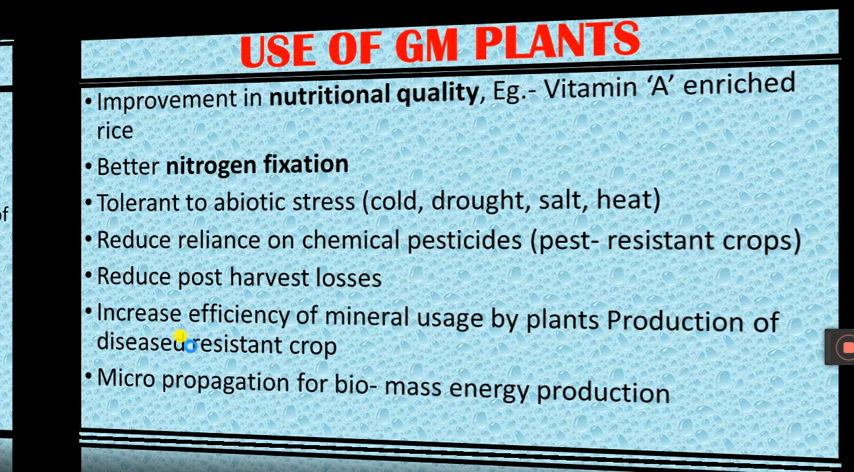 USE OF GM PLANTS
• Improvement in nutritional quality, Eg.- Vitamin ‘A’ enriched
rice
• Better nitrogen fixation
• Tolerant to abiotic stress (cold, drought, salt, heat)
• Reduce reliance on chemical pesticides (pest- resistant crops)
• Reduce post harvest losses
• Increase efficiency of mineral usage by plants Production of
diseased resistant crop
• Micro propagation for bio- mass energy production
of